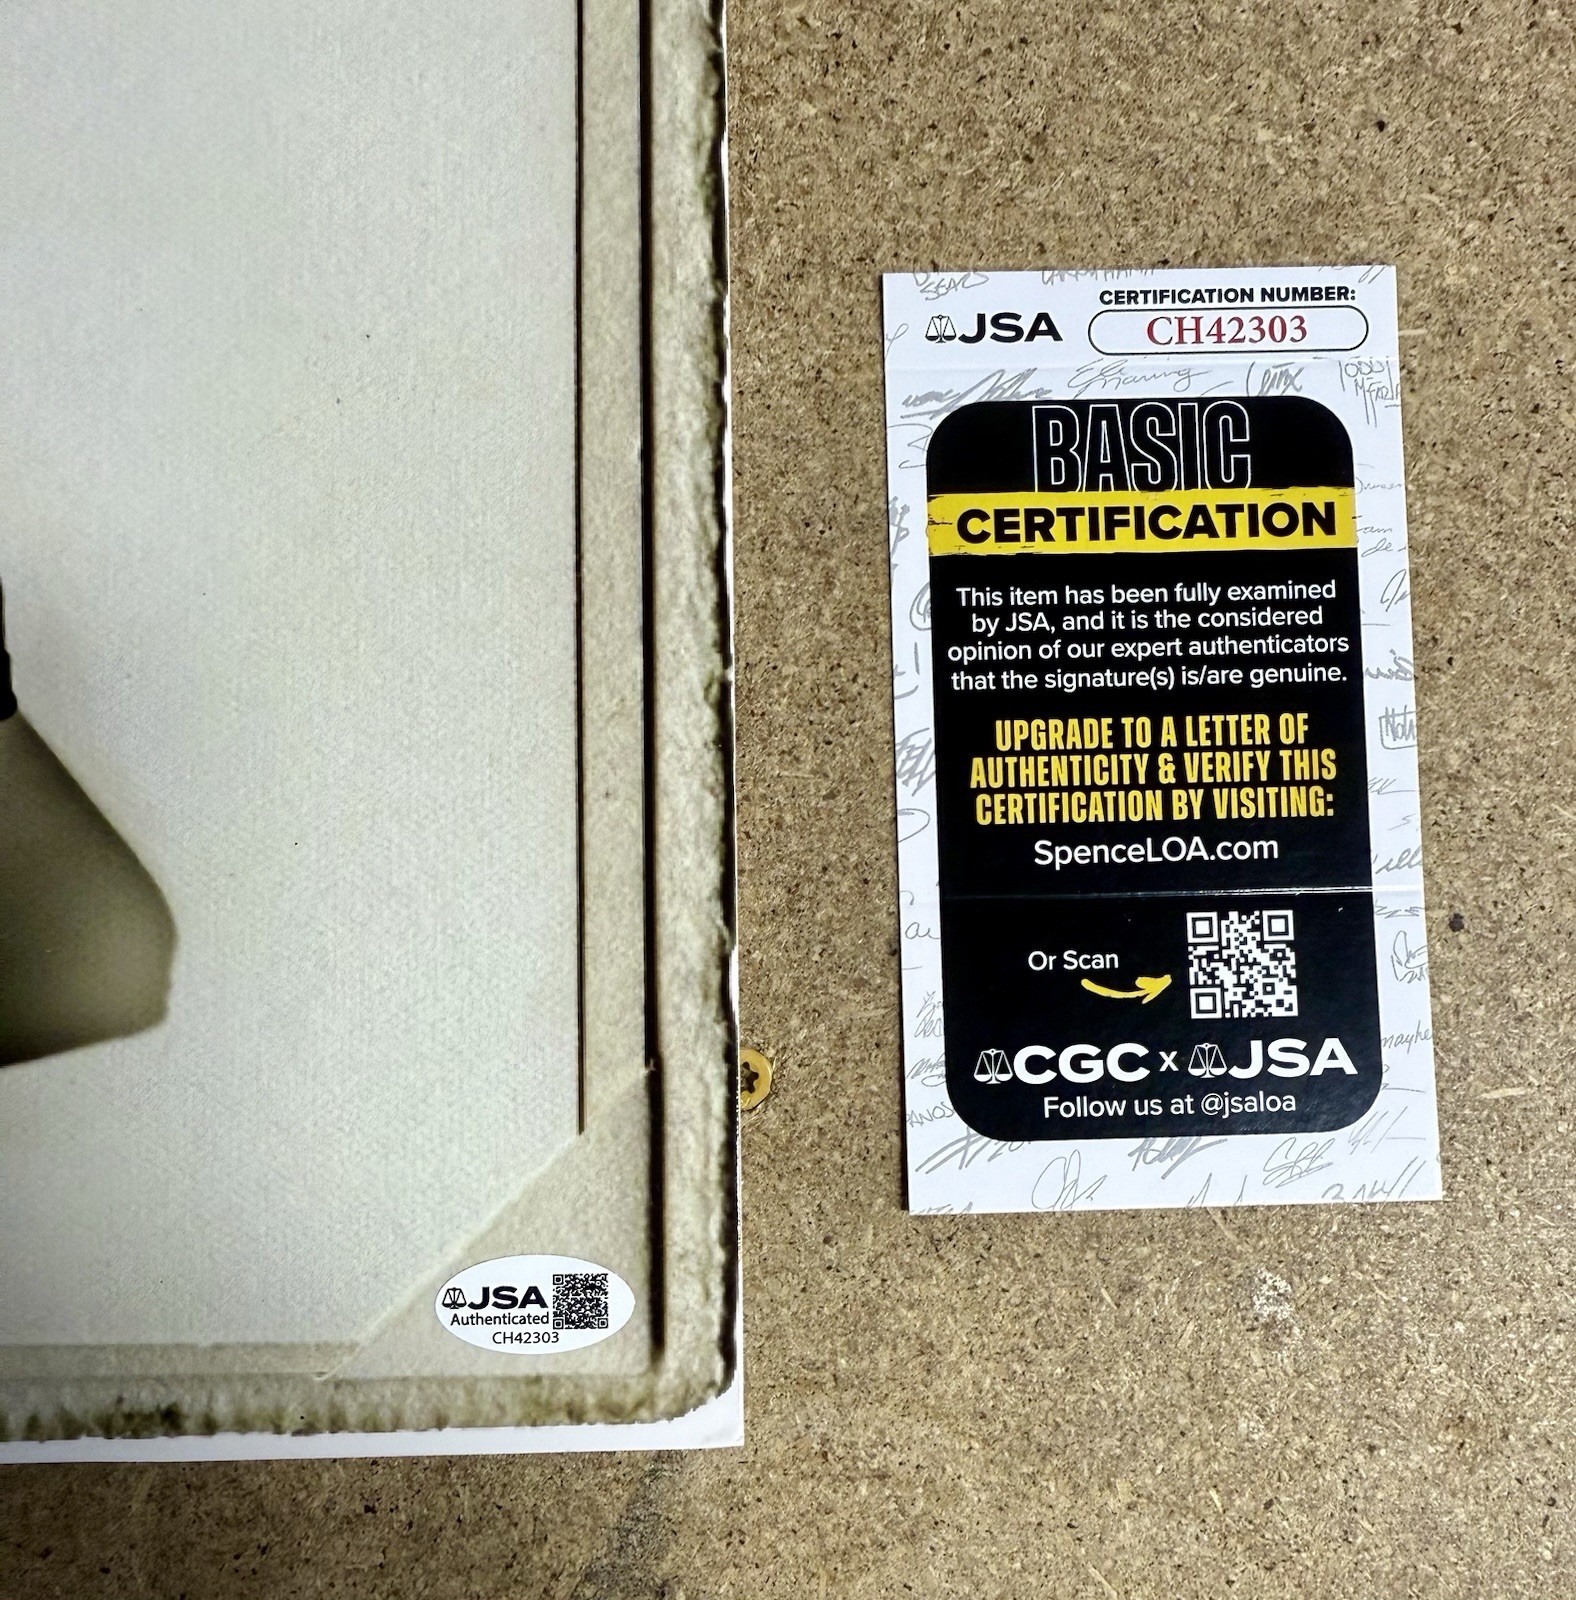 JSA
CERTIFICATION NUMBER:
CH42303
BASIC
CERTIFICATION
This item has been fully examined
by JSA, and it is the considered
opinion of our expert authenticators
that the signature(s) is/are genuine.
UPGRADE TO A LETTER OF
AUTHENTICITY & VERIFY THIS
CERTIFICATION BY VISITING:
SpenceLOA.com
Or Scan
CGC x JSA
Follow us at @jsaloa
JSA
Authenticated
CH42303